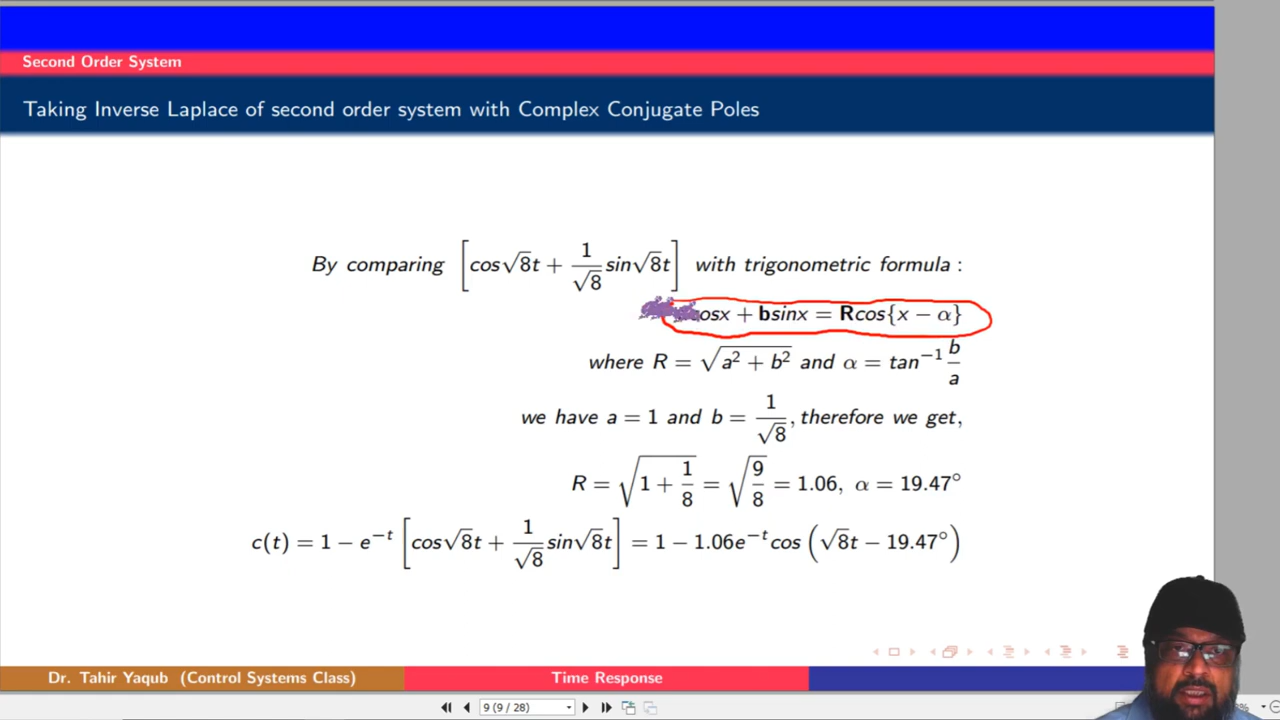 Second Order System
Taking Inverse Laplace of second order system with Complex Conjugate Poles
By comparing [cos√8t + 1/√8 sin√8t] with trigonometric formula :
cosx + bsinx = Rcos{x − α}
where R = √(a² + b²) and α = tan⁻¹ b/a
we have a = 1 and b = 1/√8, therefore we get,
R = √(1 + 1/8) = √(9/8) = 1.06, α = 19.47°
c(t) = 1 − e⁻ᵗ [cos√8t + 1/√8 sin√8t] = 1 − 1.06e⁻ᵗcos (√8t − 19.47°)
Dr. Tahir Yaqub (Control Systems Class) Time Response
9 (9 / 28)